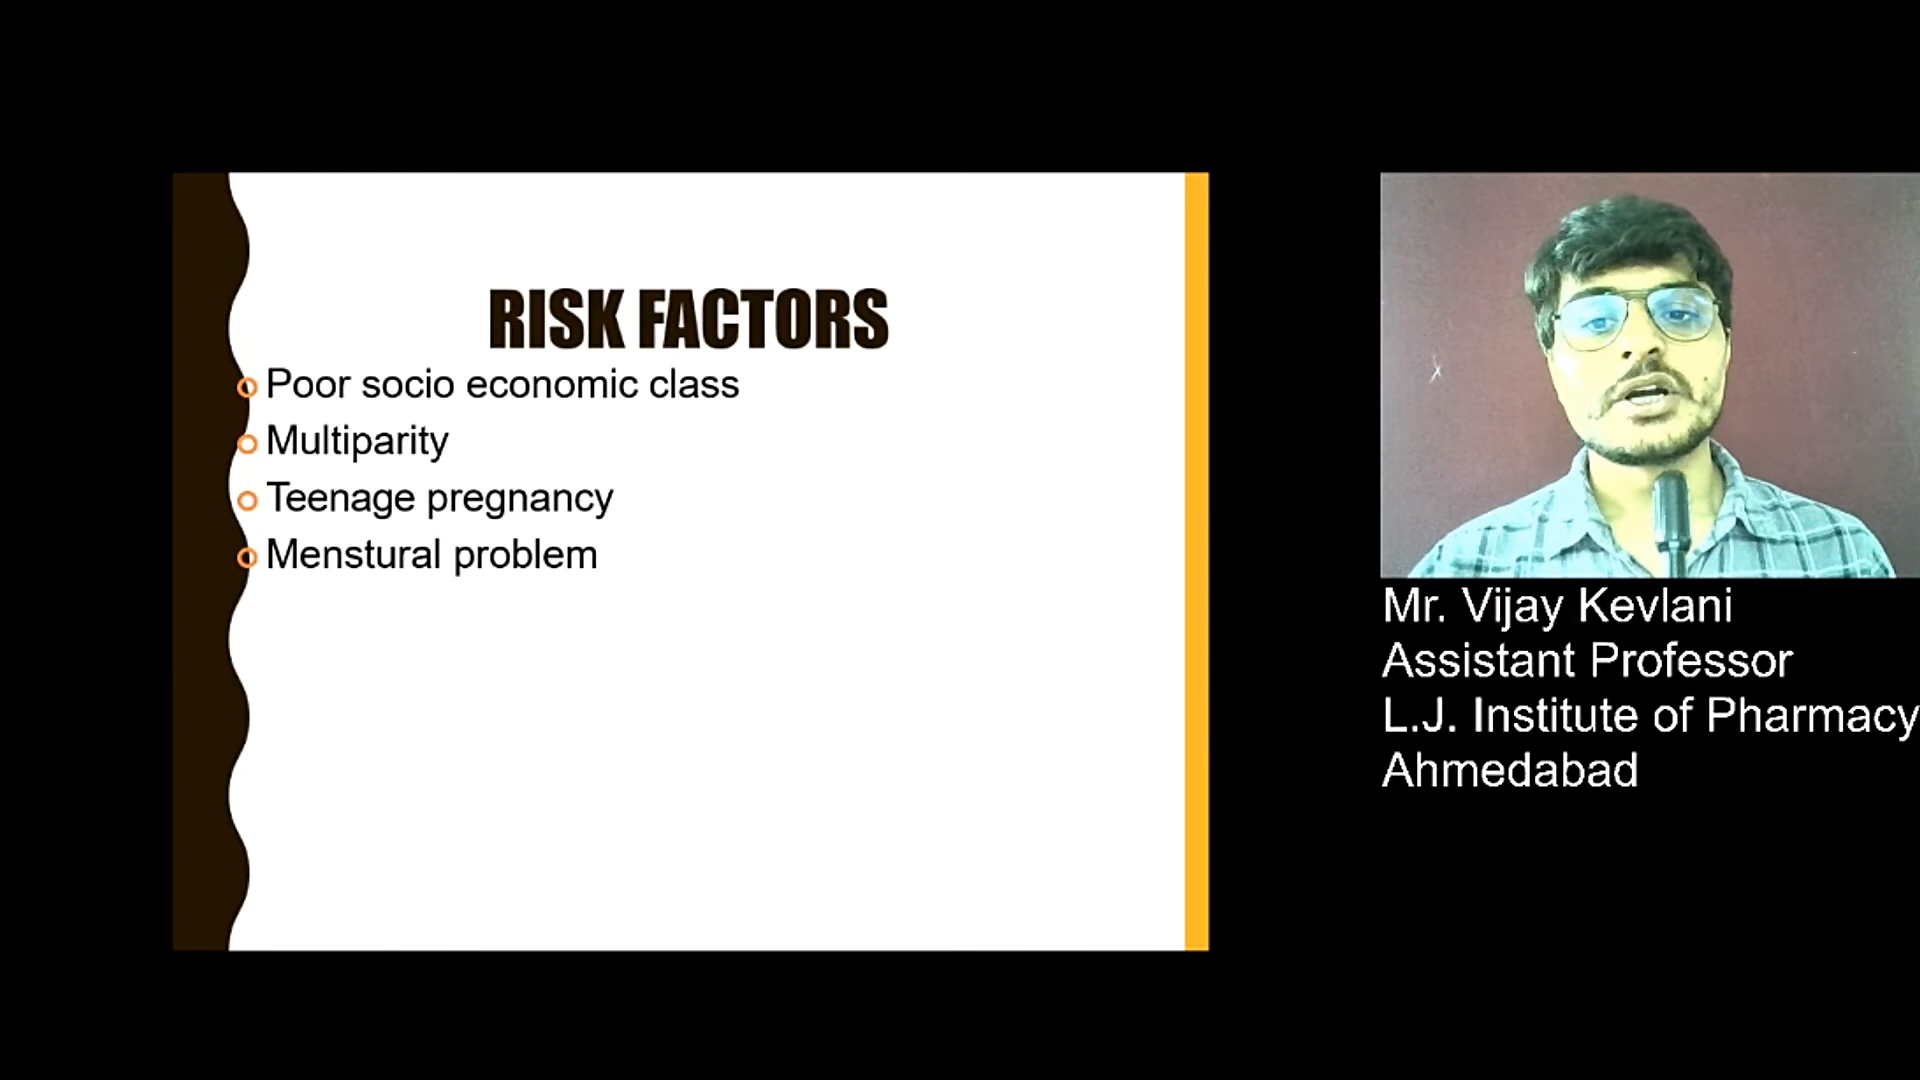 RISK FACTORS
Poor socio economic class
Multiparity
Teenage pregnancy
Menstural problem
Mr. Vijay Kevlani
Assistant Professor
L.J. Institute of Pharmacy
Ahmedabad